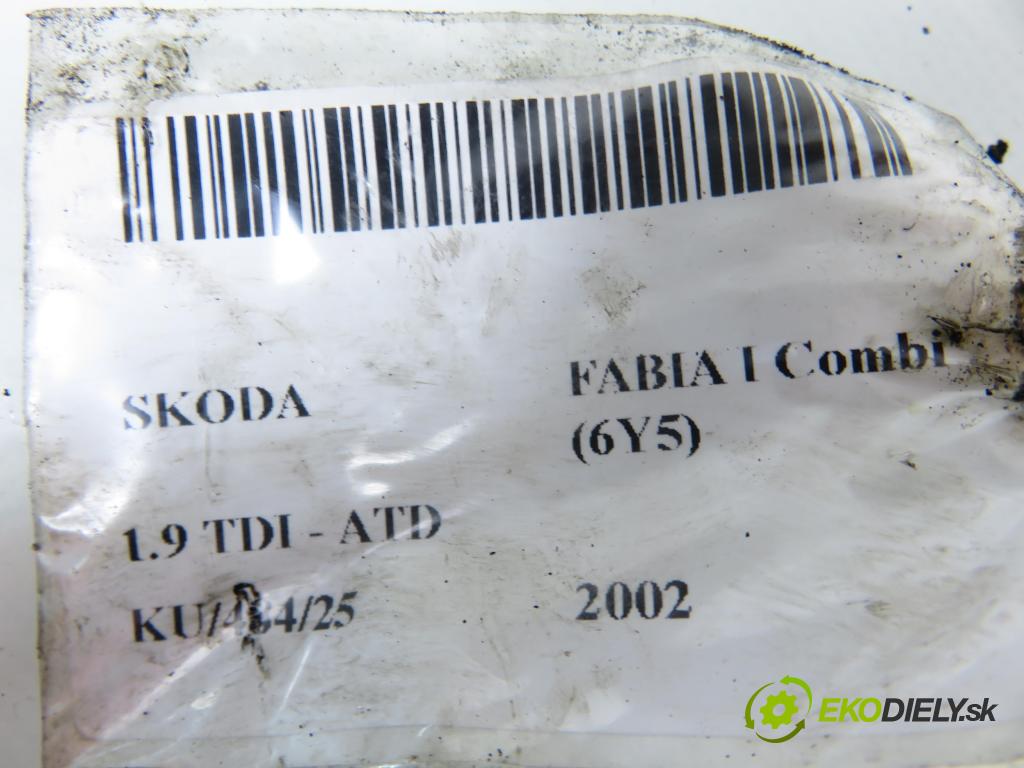 SKODA
FABIA I Combi
(6Y5)
1.9 TDI - ATD
2002
EKODIELY.sk